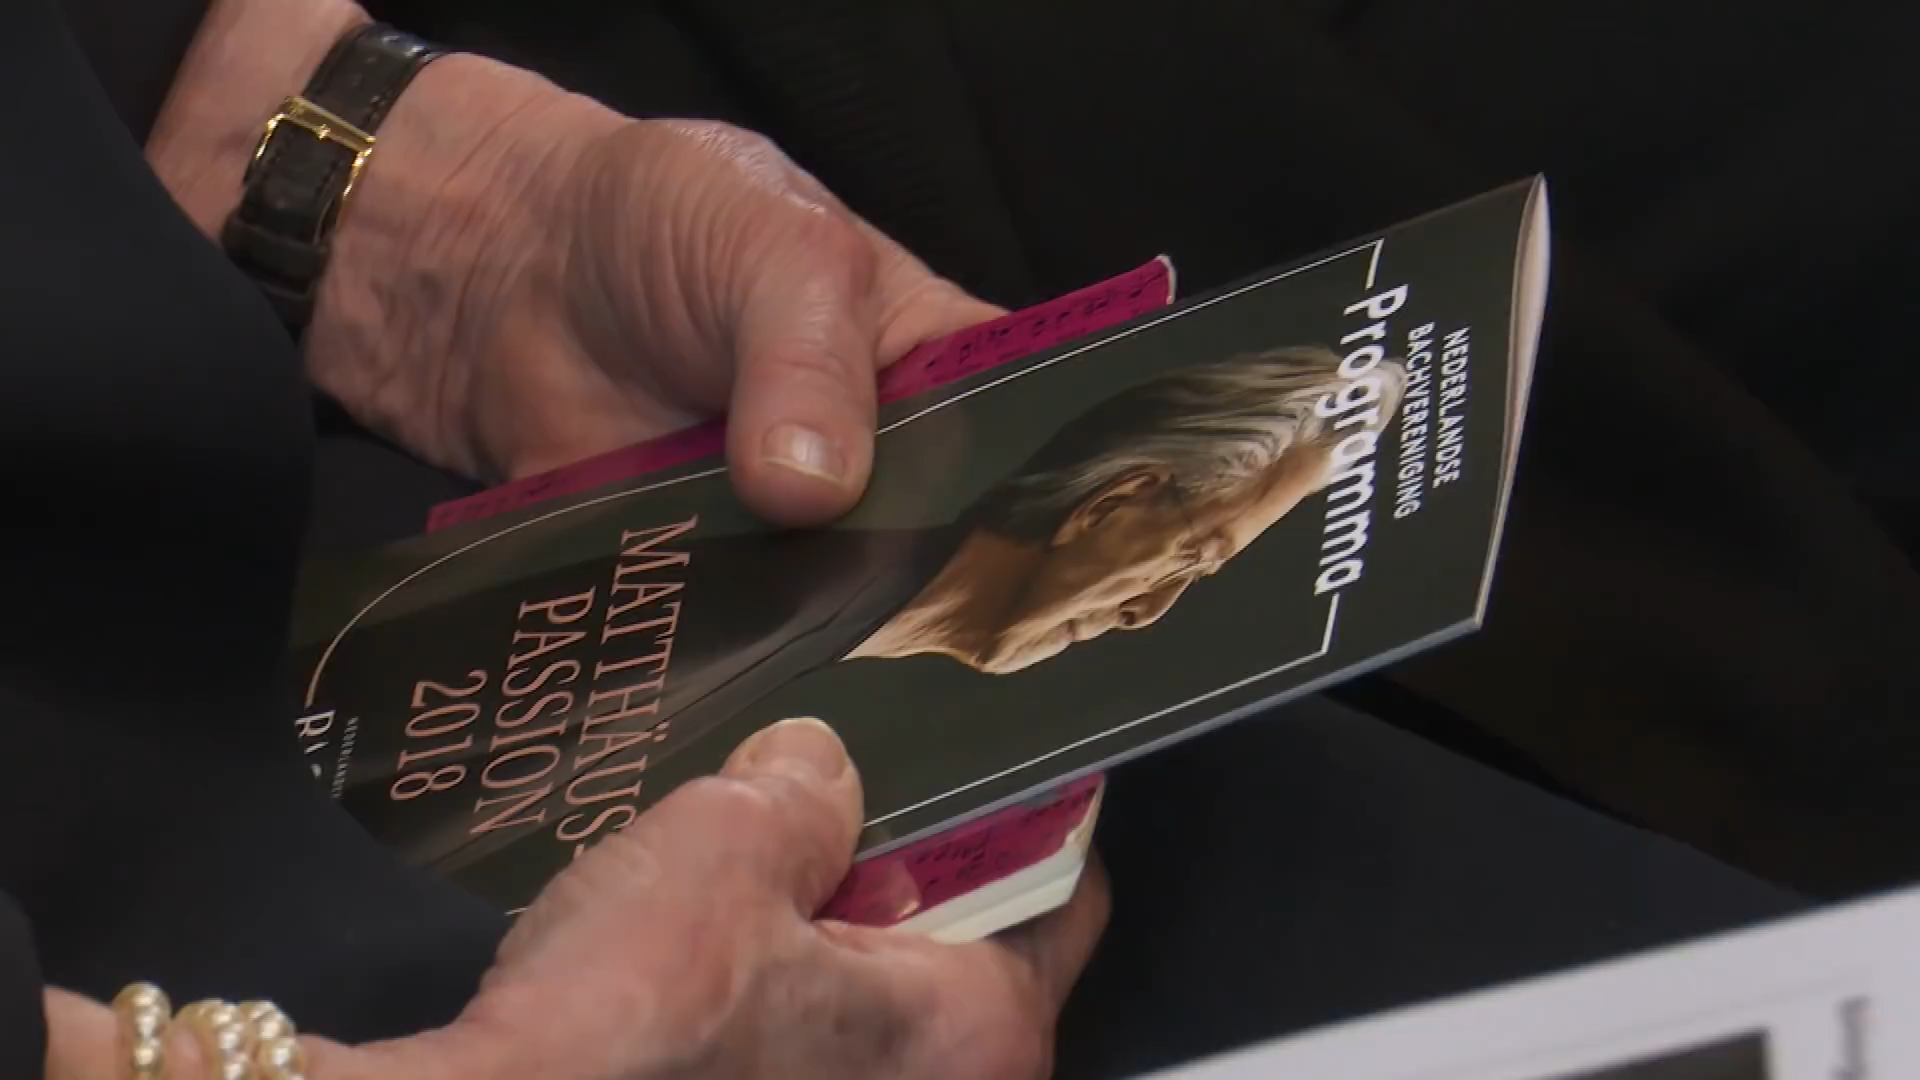 NEDERLANDSE
BACHVERENIGING
Programma
MATTHÄUS-
PASSION
2018